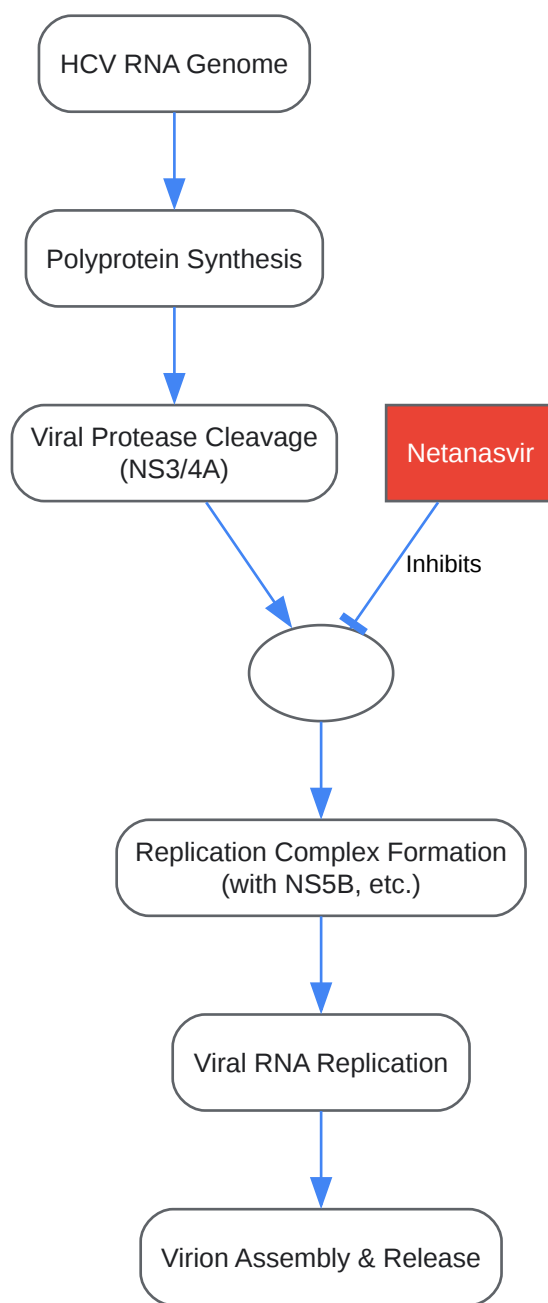 HCV RNA Genome
Polyprotein Synthesis
Viral Protease Cleavage
(NS3/4A)
Netanasvir
Inhibits
Replication Complex Formation
(with NS5B, etc.)
Viral RNA Replication
Virion Assembly & Release